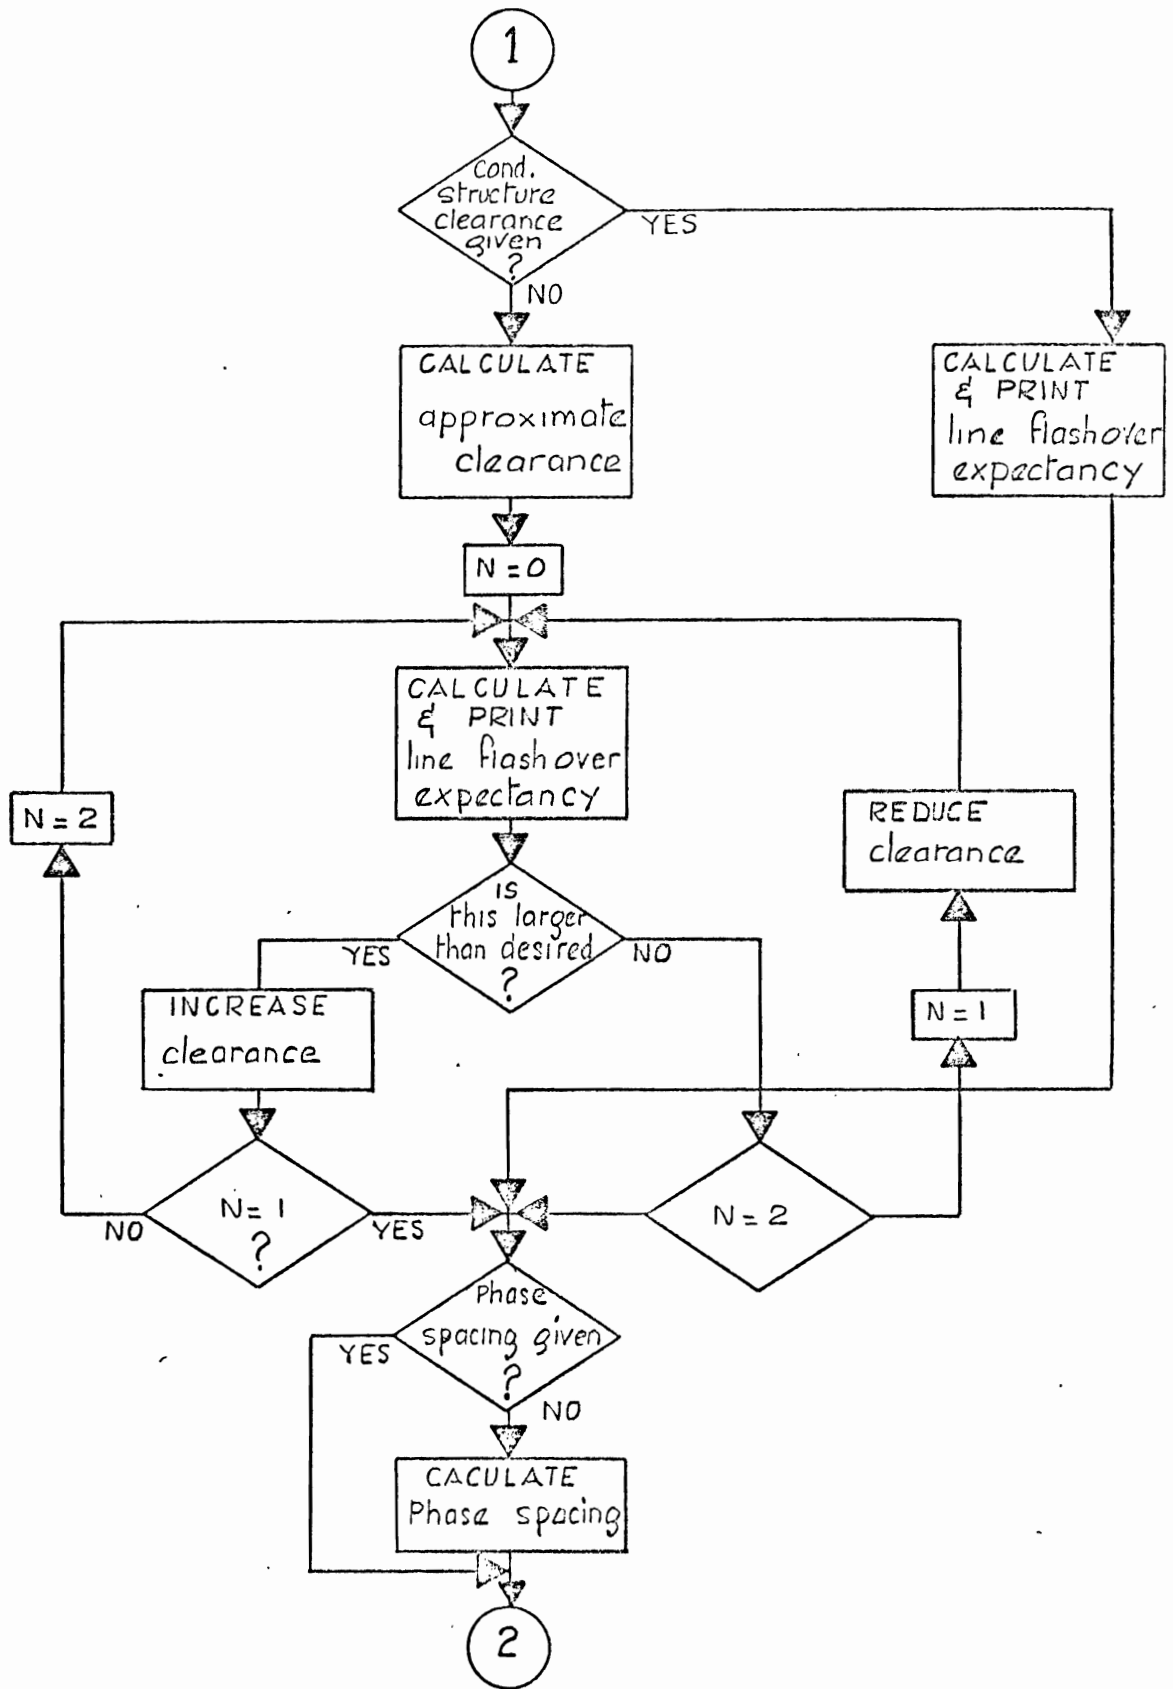 1
Cond.
structure
clearance
given
?
YES
NO
CALCULATE
approximate
clearance
CALCULATE
& PRINT
line flashover
expectancy
N = 0
CALCULATE
& PRINT
line flashover
expectancy
N = 2
REDUCE
clearance
IS
this larger
than desired
?
YES
NO
INCREASE
clearance
N = 1
N = 1
?
NO
YES
N = 2
Phase
spacing given
?
YES
NO
CACULATE
Phase spacing
2